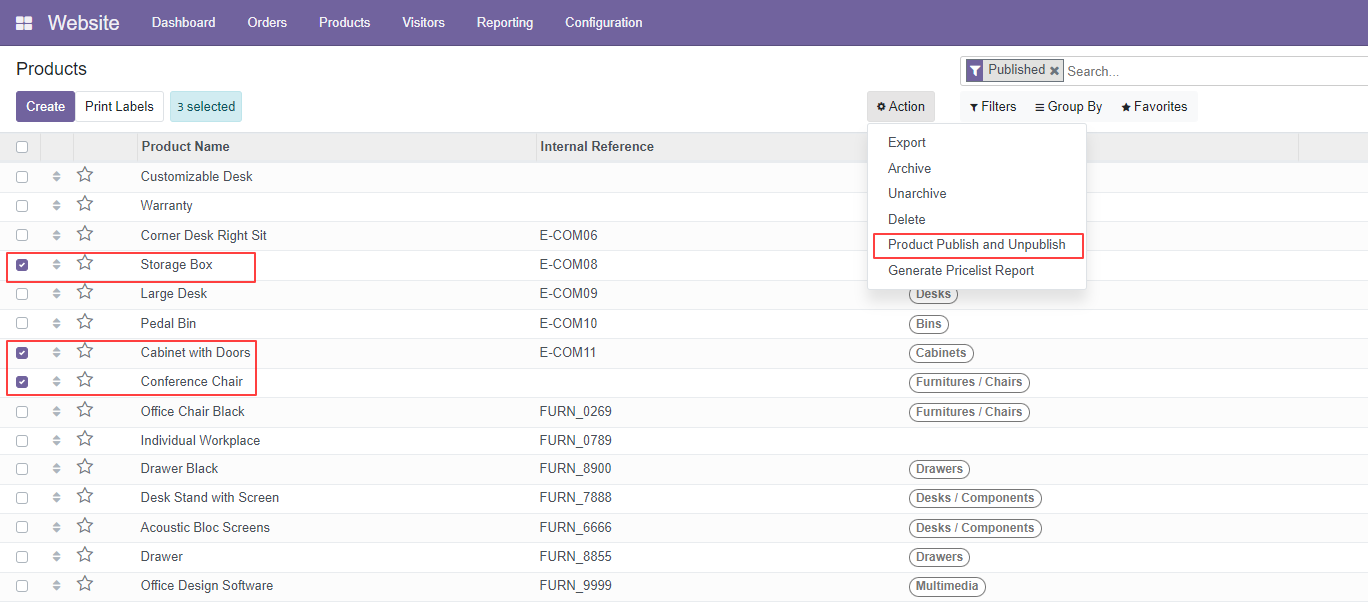 Website Dashboard Orders Products Visitors Reporting Configuration
Products
Published Search...
Create Print Labels 3 selected
Action Filters Group By Favorites
Export
Archive
Unarchive
Delete
Product Publish and Unpublish
Generate Pricelist Report
Product Name Internal Reference
Customizable Desk
Warranty
Corner Desk Right Sit E-COM06
Storage Box E-COM08
Large Desk E-COM09 Desks
Pedal Bin E-COM10 Bins
Cabinet with Doors E-COM11 Cabinets
Conference Chair Furnitures / Chairs
Office Chair Black FURN_0269 Furnitures / Chairs
Individual Workplace FURN_0789
Drawer Black FURN_8900 Drawers
Desk Stand with Screen FURN_7888 Desks / Components
Acoustic Bloc Screens FURN_6666 Desks / Components
Drawer FURN_8855 Drawers
Office Design Software FURN_9999 Multimedia